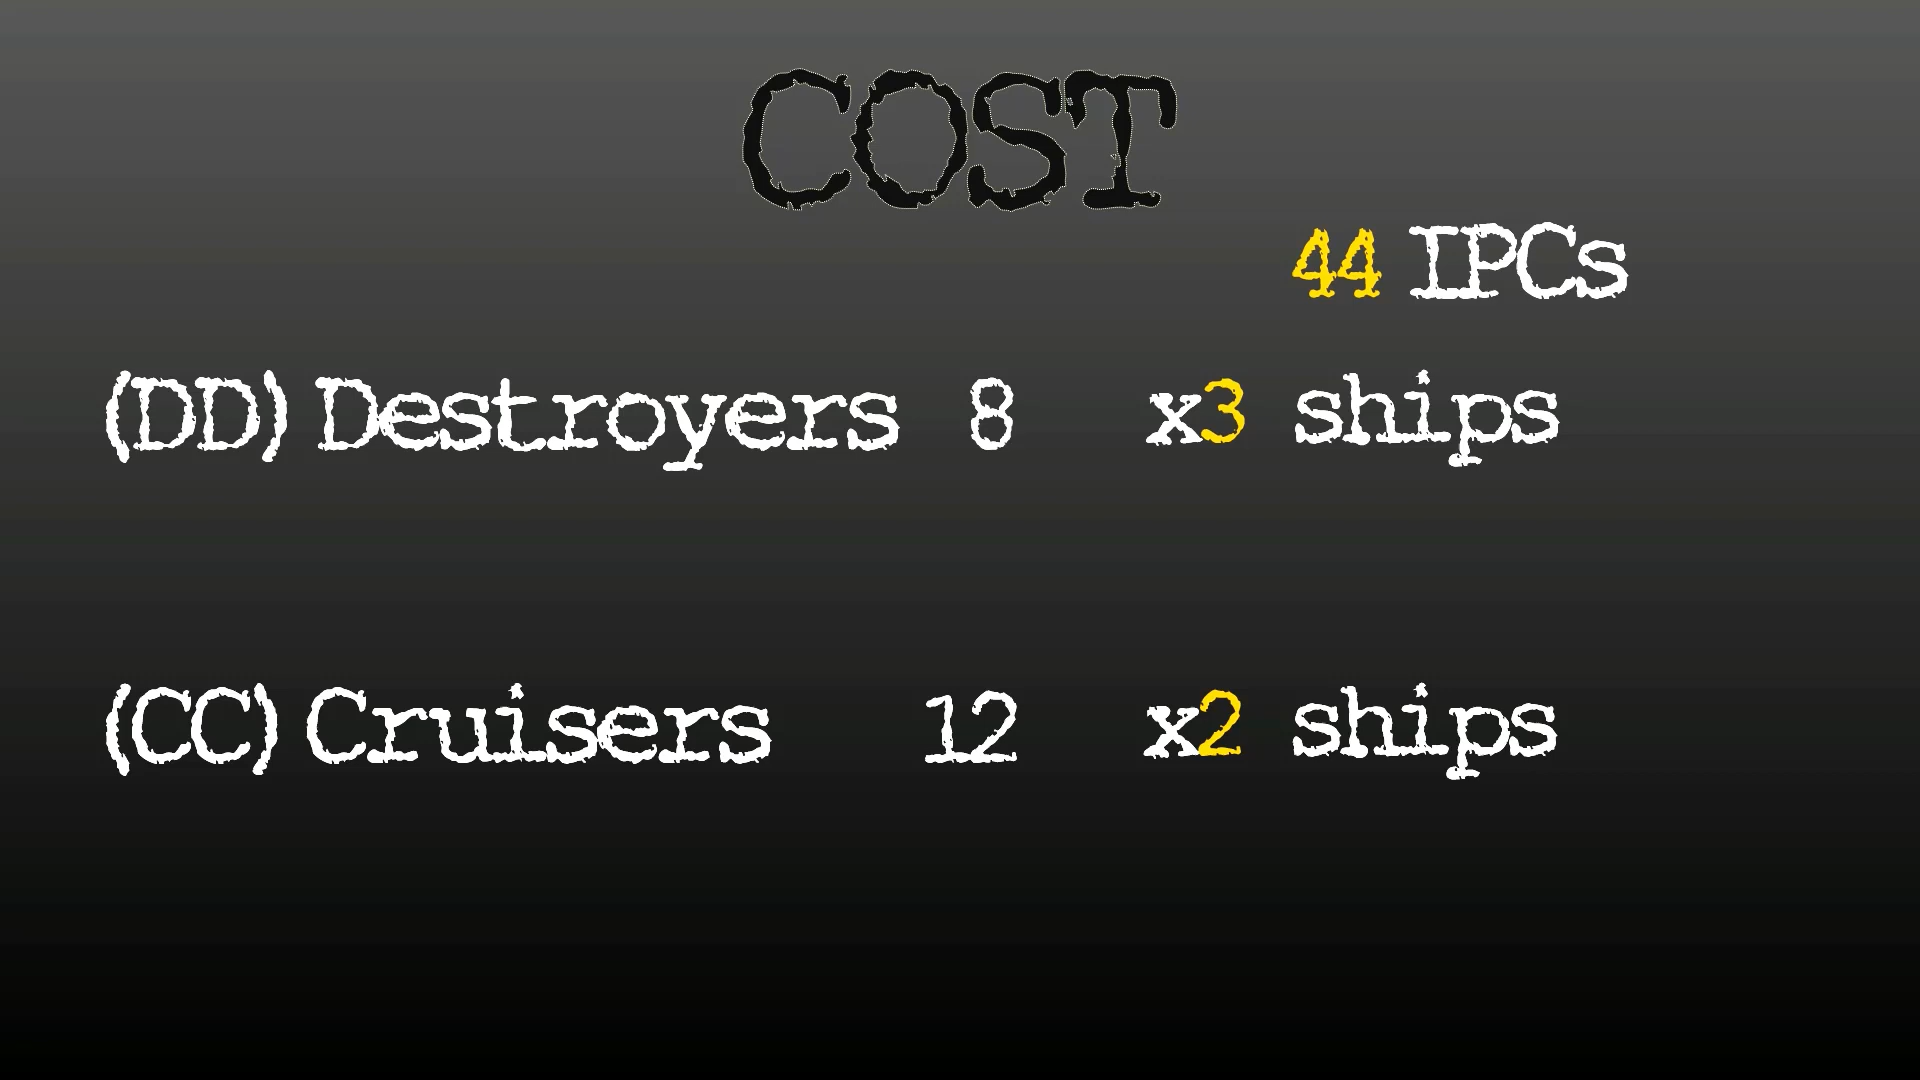 COST
44 IPCs
(DD) Destroyers 8 x3 ships
(CC) Cruisers 12 x2 ships